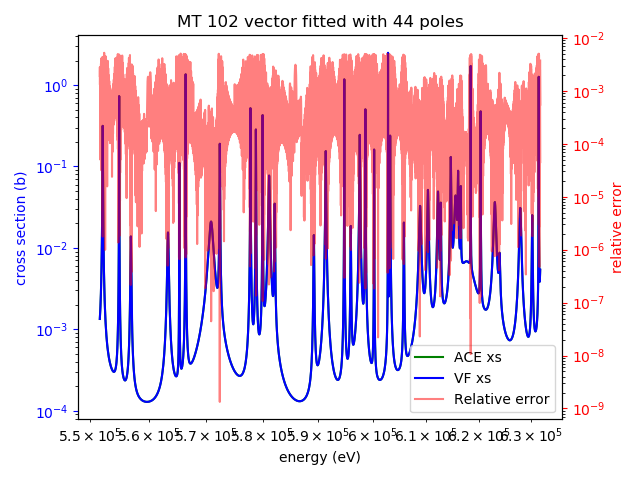 MT 102 vector fitted with 44 poles
10⁰
10⁻¹
10⁻²
10⁻³
10⁻⁴
cross section (b)
10⁻²
10⁻³
10⁻⁴
10⁻⁵
10⁻⁶
10⁻⁷
10⁻⁸
10⁻⁹
relative error
ACE xs
VF xs
Relative error
5.5 × 10⁵ 5.6 × 10⁵ 5.7 × 10⁵ 5.8 × 10⁵ 5.9 × 10⁵ 6 × 10⁵ 6.1 × 10⁵ 6.2 × 10⁵ 6.3 × 10⁵
energy (eV)